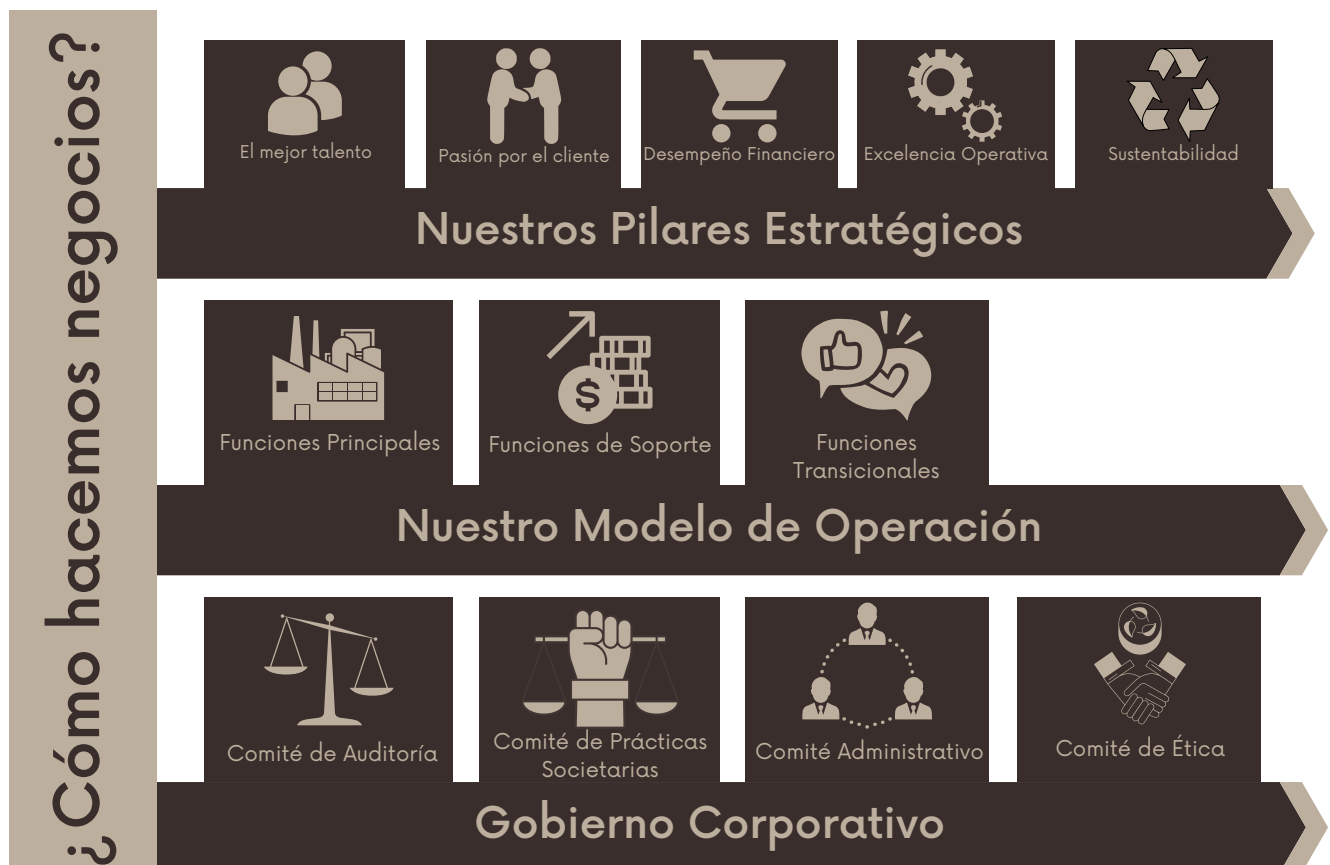 ¿Cómo hacemos negocios?
El mejor talento
Pasión por el cliente
Desempeño Financiero
Excelencia Operativa
Sustentabilidad
Nuestros Pilares Estratégicos
Funciones Principales
Funciones de Soporte
Funciones
Transicionales
Nuestro Modelo de Operación
Comité de Auditoría
Comité de Prácticas
Societarias
Comité Administrativo
Comité de Ética
Gobierno Corporativo